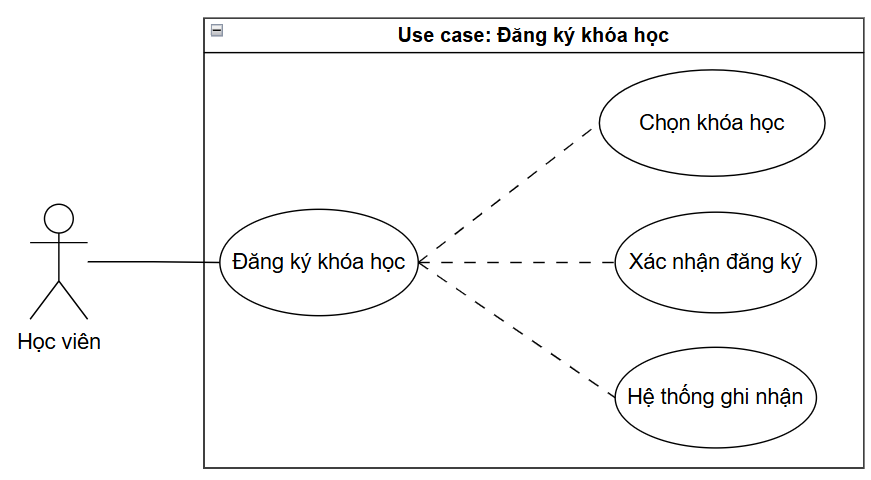 Use case: Đăng ký khóa học
Chọn khóa học
Đăng ký khóa học
Xác nhận đăng ký
Học viên
Hệ thống ghi nhận